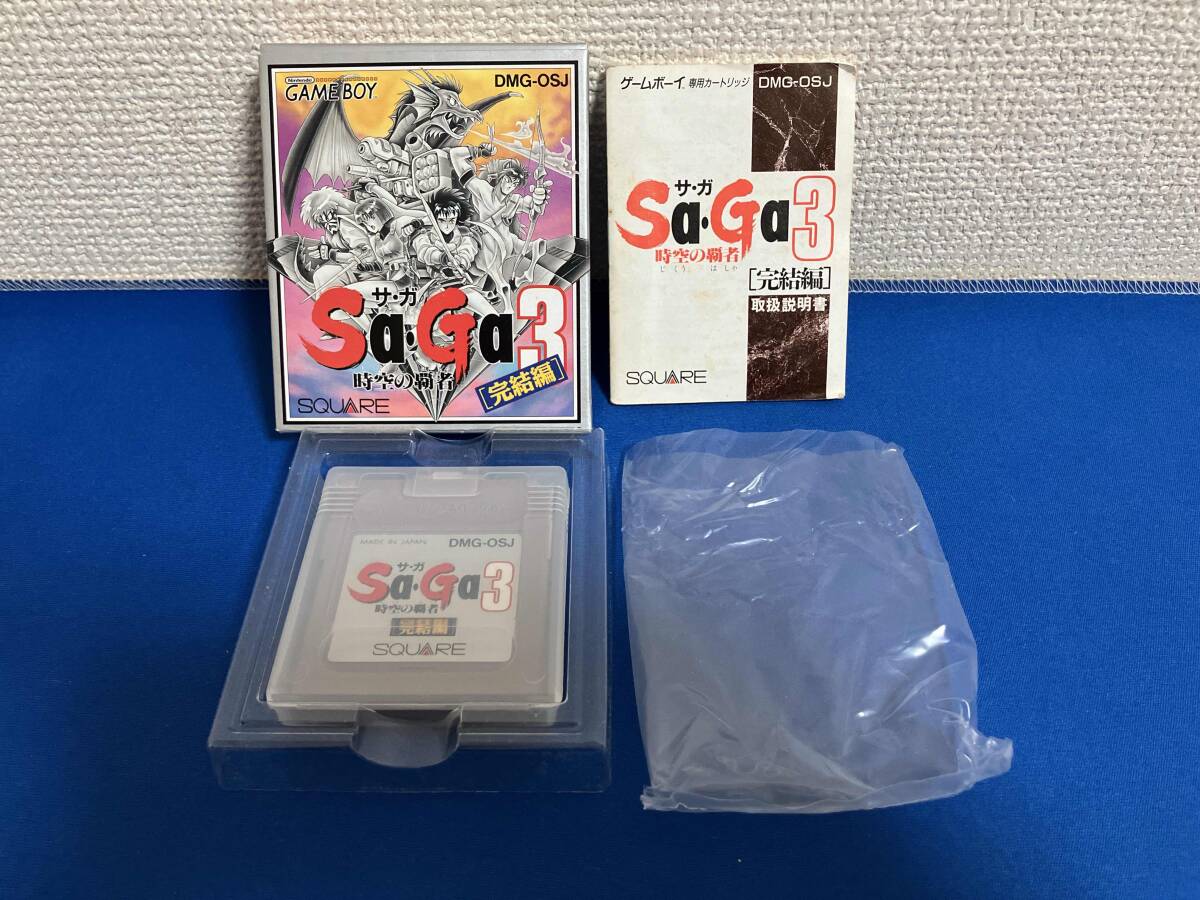 Nintendo
GAME BOY
DMG-OSJ
サ・ガ
Sa・Ga3
時空の覇者
[完結編]
SQUARE
ゲームボーイ専用カートリッジ DMG-OSJ
サ・ガ
Sa・Ga3
時空の覇者
じくう はしゃ
[完結編]
取扱説明書
SQUARE
MADE IN JAPAN DMG-OSJ
サ・ガ
Sa・Ga3
時空の覇者
完結編
SQUARE